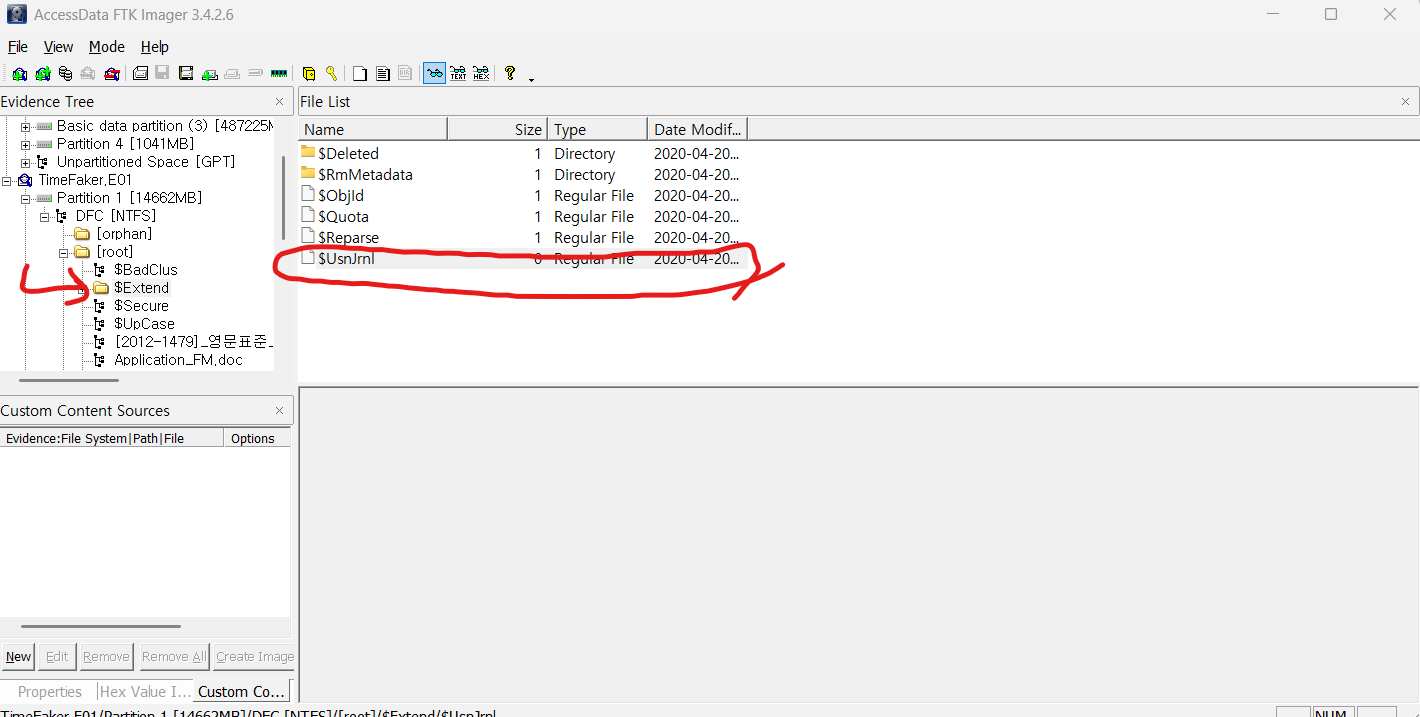 AccessData FTK Imager 3.4.2.6
File View Mode Help
Evidence Tree
Basic data partition (3) [487225M
Partition 4 [1041MB]
Unpartitioned Space [GPT]
TimeFaker.E01
Partition 1 [14662MB]
DFC [NTFS]
[orphan]
[root]
$BadClus
$Extend
$Secure
$UpCase
[2012-1479]_영문표준_
Application_FM.doc
Custom Content Sources
Evidence:File System|Path|File Options
New Edit Remove Remove All Create Image
Properties Hex Value I... Custom Co...
File List
Name Size Type Date Modif...
$Deleted 1 Directory 2020-04-20...
$RmMetadata 1 Directory 2020-04-20...
$ObjId 1 Regular File 2020-04-20...
$Quota 1 Regular File 2020-04-20...
$Reparse 1 Regular File 2020-04-20...
$UsnJrnl 0 Regular File 2020-04-20...
TimeFaker.E01/Partition 1 [14662MB]/DFC [NTFS]/[root]/$Extend/$UsnJrnl
NUM